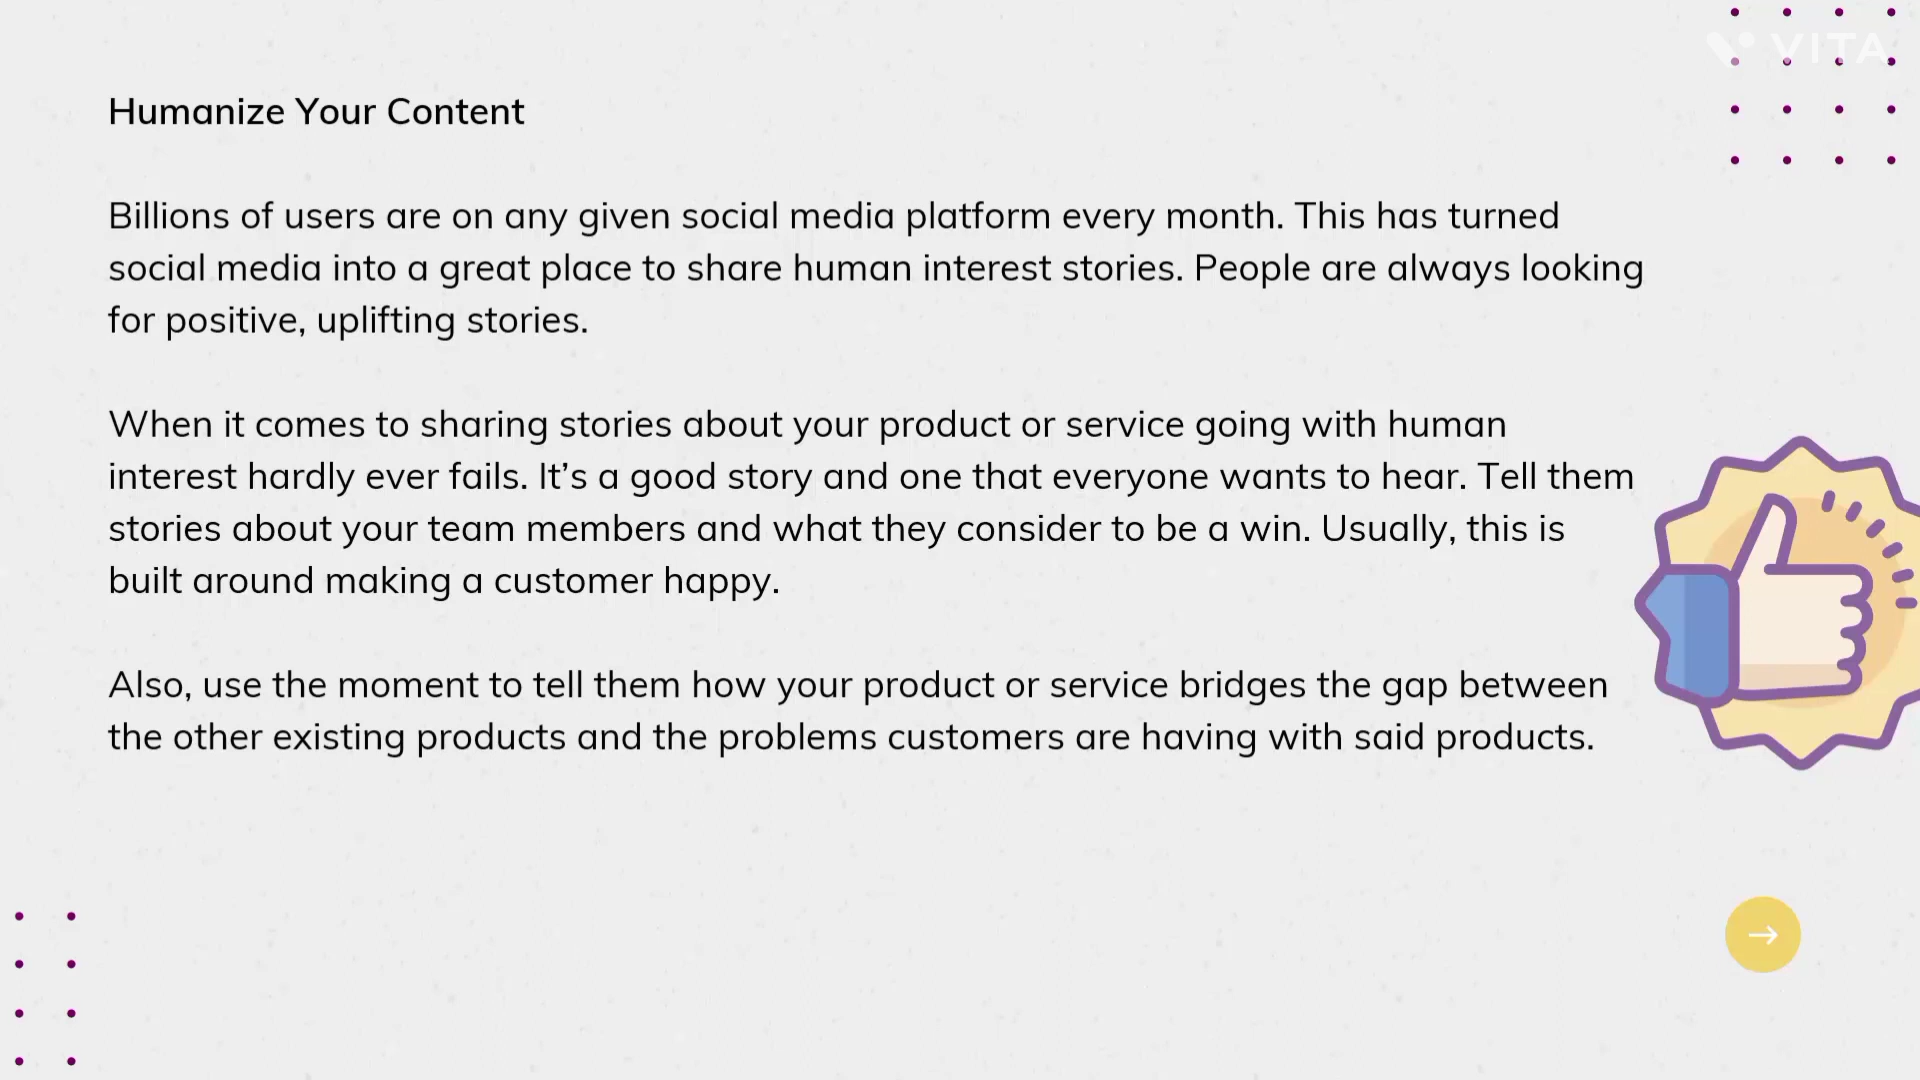 VITA
Humanize Your Content
Billions of users are on any given social media platform every month. This has turned
social media into a great place to share human interest stories. People are always looking
for positive, uplifting stories.
When it comes to sharing stories about your product or service going with human
interest hardly ever fails. It’s a good story and one that everyone wants to hear. Tell them
stories about your team members and what they consider to be a win. Usually, this is
built around making a customer happy.
Also, use the moment to tell them how your product or service bridges the gap between
the other existing products and the problems customers are having with said products.